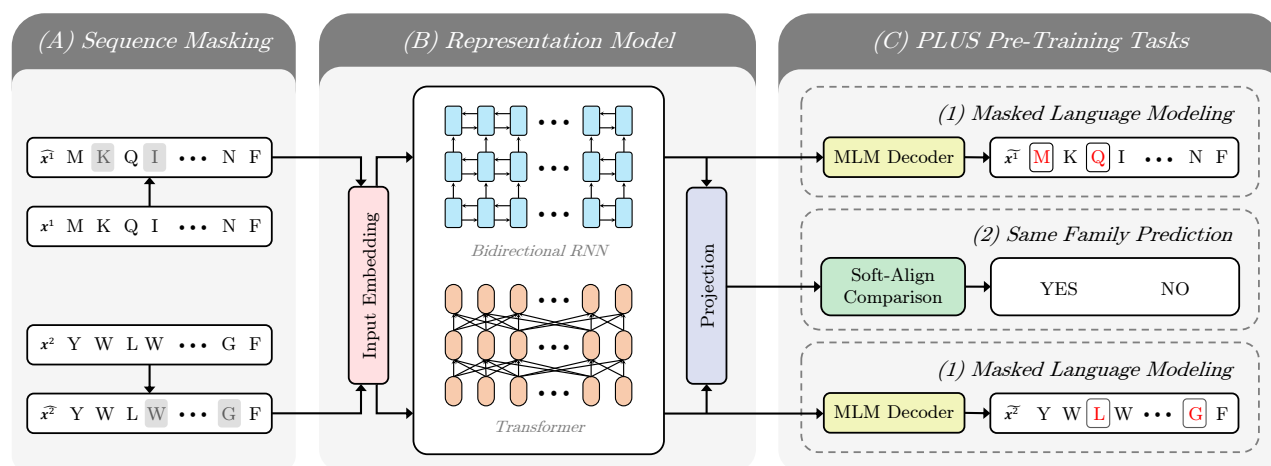 (A) Sequence Masking
x̂¹ M K Q I ••• N F
x¹ M K Q I ••• N F
x² Y W L W ••• G F
x̂² Y W L W ••• G F
(B) Representation Model
Input Embedding
Bidirectional RNN
Transformer
Projection
(C) PLUS Pre-Training Tasks
(1) Masked Language Modeling
MLM Decoder
x̃¹ M K Q I ••• N F
(2) Same Family Prediction
Soft-Align
Comparison
YES NO
(1) Masked Language Modeling
MLM Decoder
x̃² Y W L W ••• G F